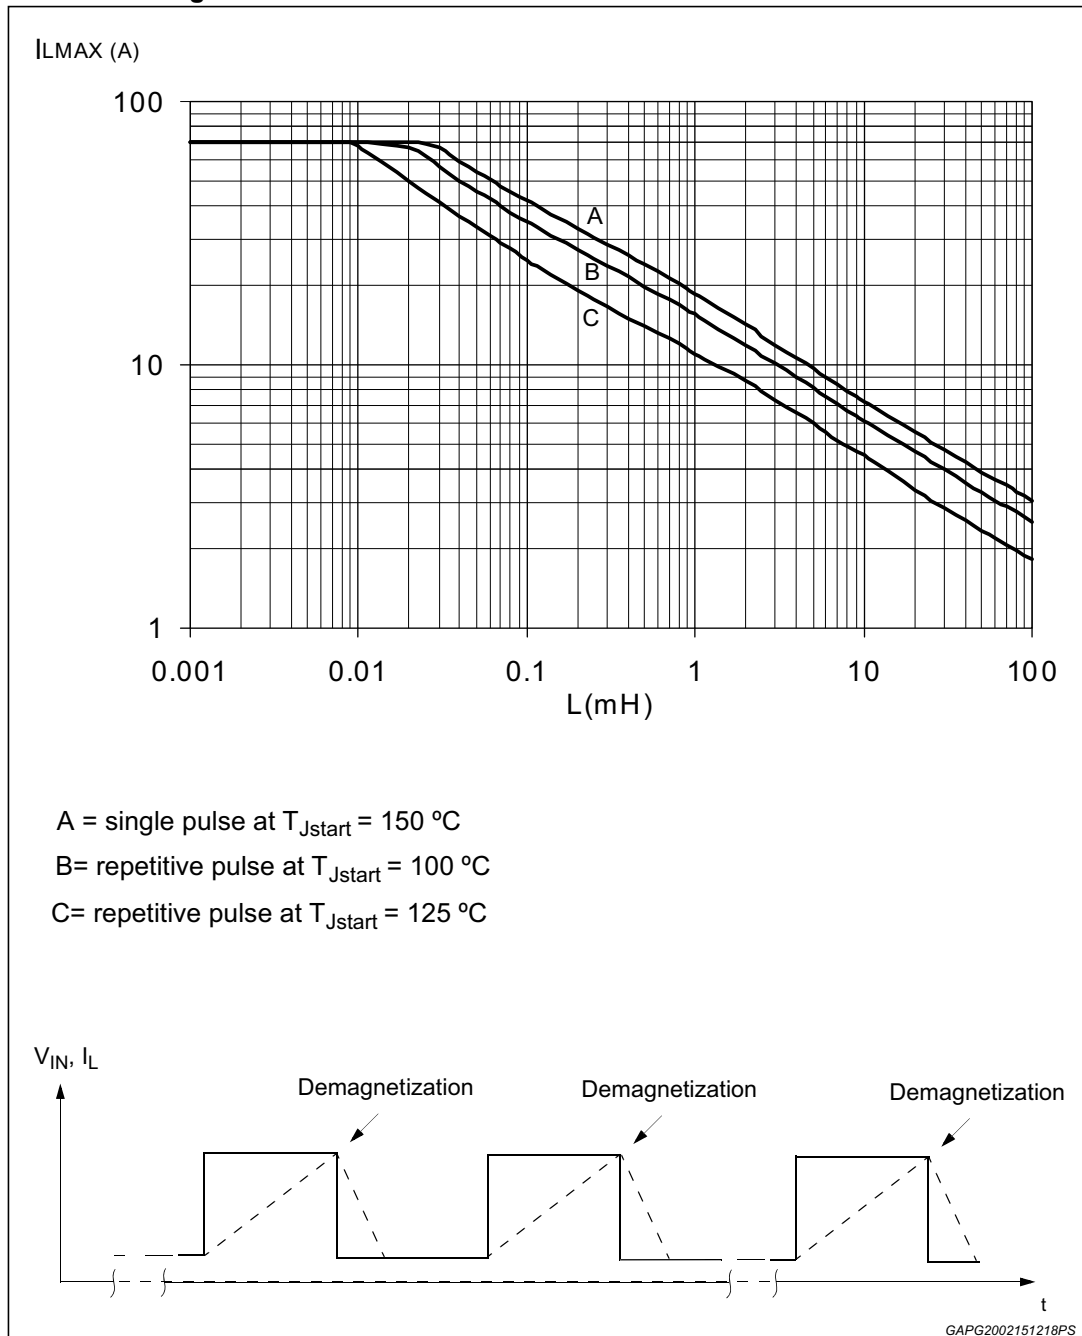 ILMAX (A)
100
10
1
A
B
C
0.001 0.01 0.1 1 10 100
L(mH)
A = single pulse at TJstart = 150 ºC
B= repetitive pulse at TJstart = 100 ºC
C= repetitive pulse at TJstart = 125 ºC
VIN, IL
Demagnetization Demagnetization Demagnetization
t
GAPG2002151218PS